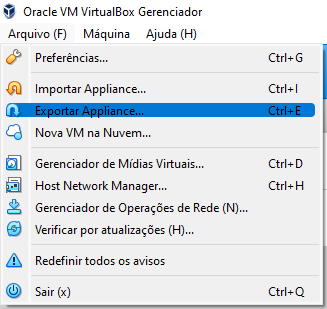 Oracle VM VirtualBox Gerenciador
Arquivo (F) Máquina Ajuda (H)
Preferências... Ctrl+G
Importar Appliance... Ctrl+I
Exportar Appliance... Ctrl+E
Nova VM na Nuvem...
Gerenciador de Mídias Virtuais... Ctrl+D
Host Network Manager... Ctrl+H
Gerenciador de Operações de Rede (N)...
Verificar por atualizações (H)...
Redefinir todos os avisos
Sair (x) Ctrl+Q